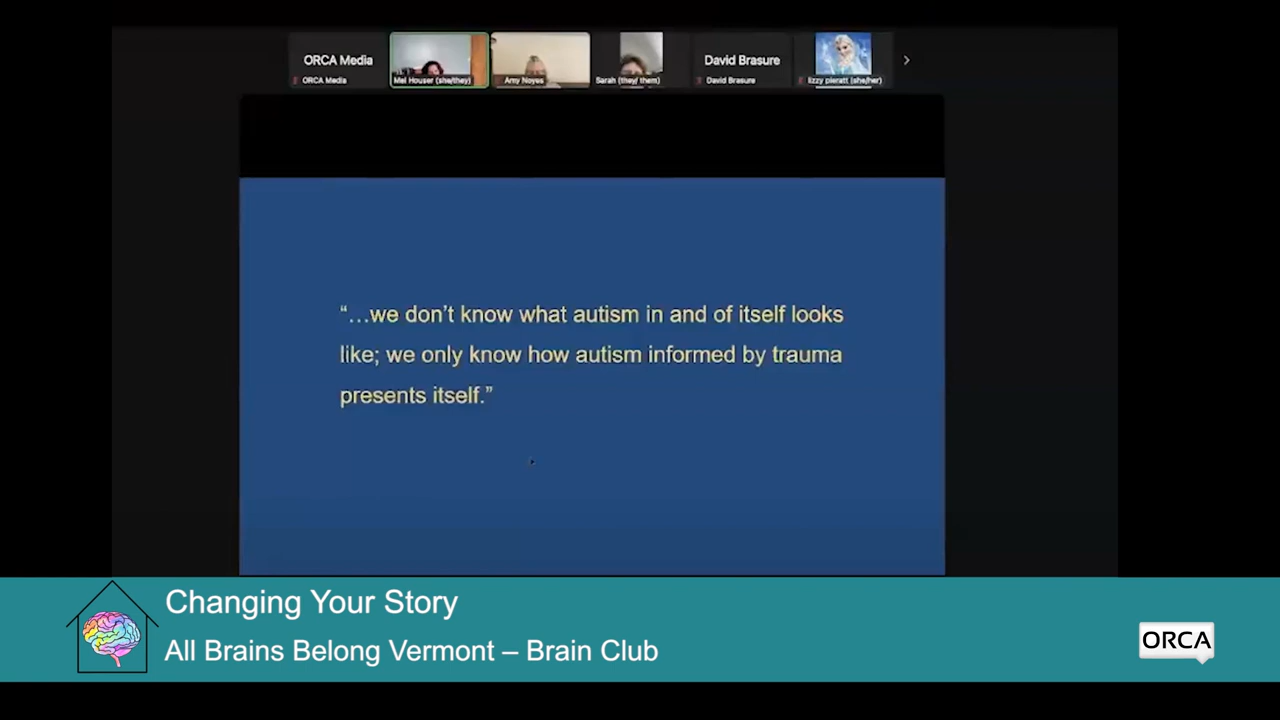 ORCA Media
David Brasure
ORCA Media
Mel Houser (she/they)
Amy Noyes
Sarah (they/ them)
David Brasure
lizzy pieratt (she/her)
“…we don’t know what autism in and of itself looks
like; we only know how autism informed by trauma
presents itself.”
Changing Your Story
All Brains Belong Vermont – Brain Club
ORCA